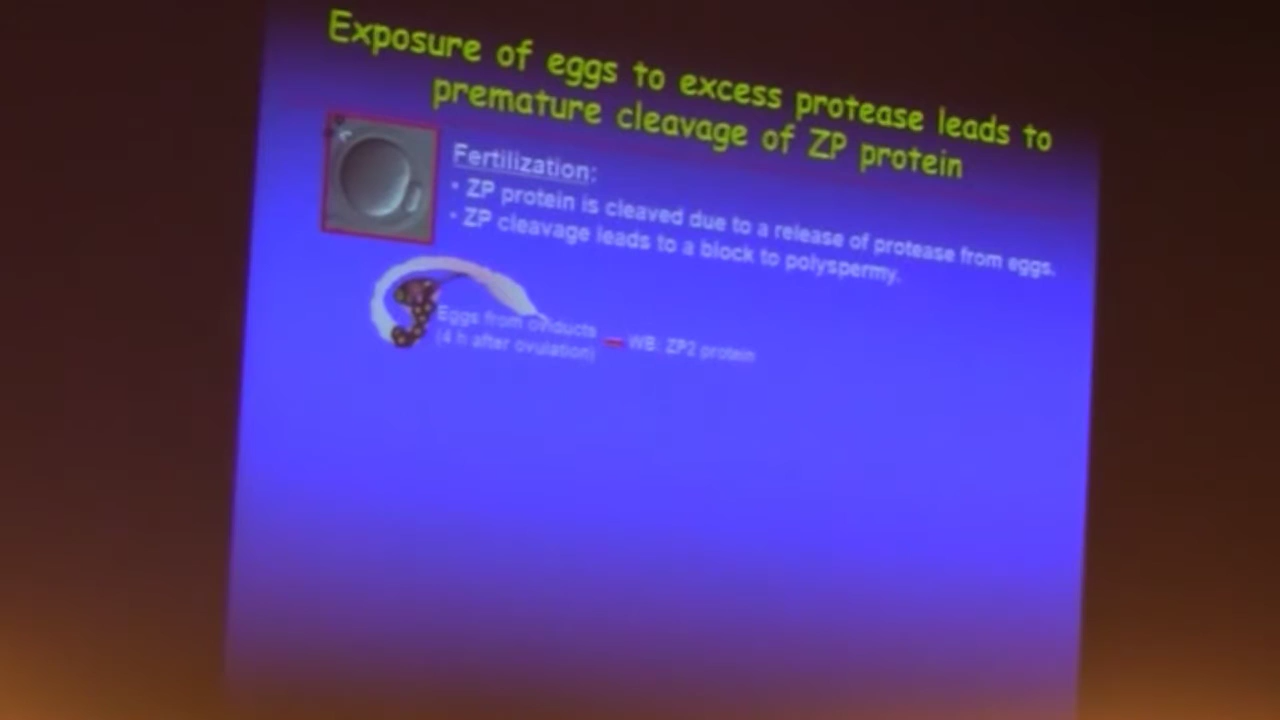 Exposure of eggs to excess protease leads to
premature cleavage of ZP protein
Fertilization:
• ZP protein is cleaved due to a release of protease from eggs.
• ZP cleavage leads to a block to polyspermy.
Eggs from oviducts
(4 h after ovulation)
WB: ZP2 protein